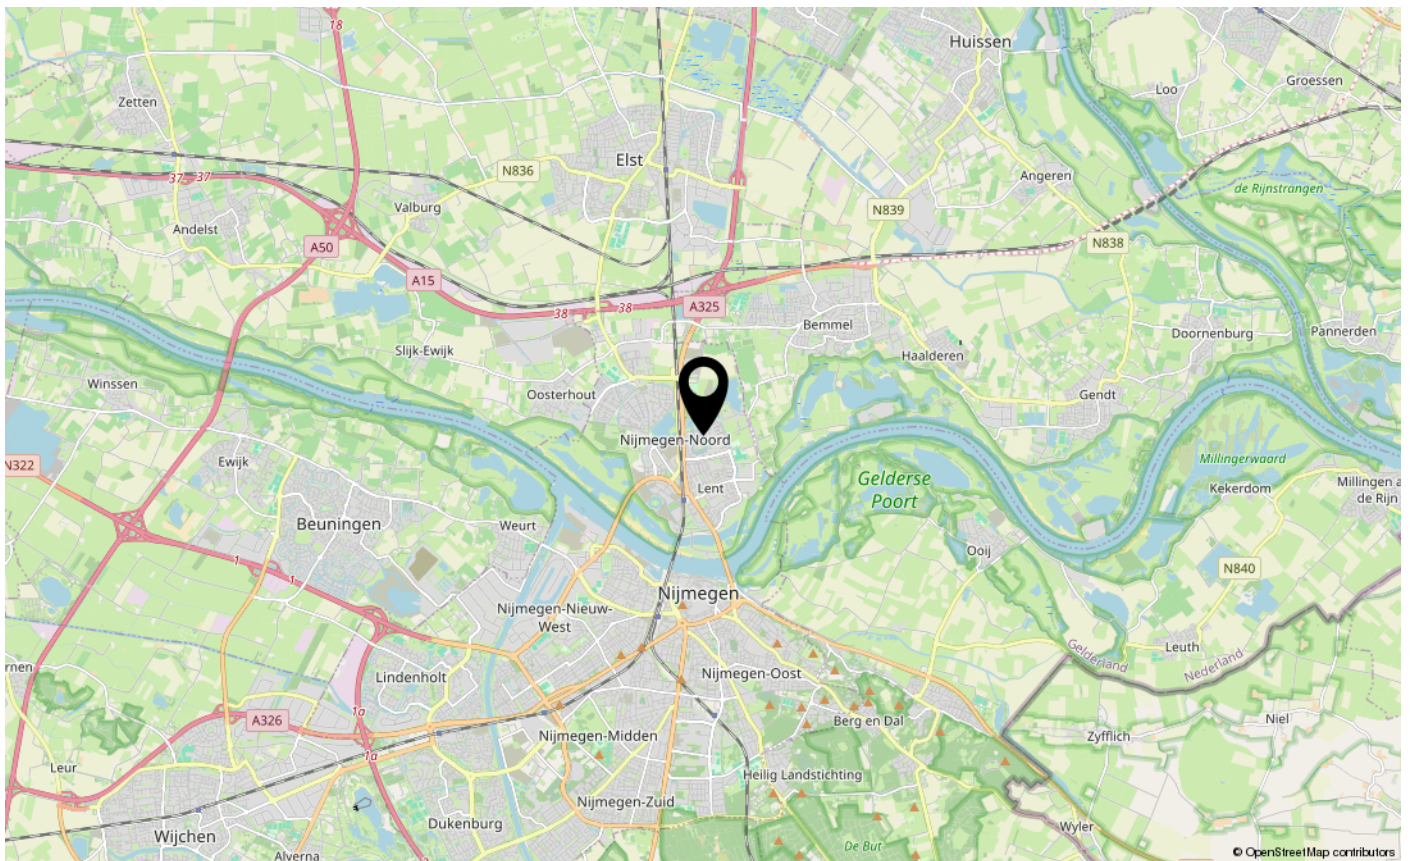 18
Huissen
Groessen
Loo
Zetten
Elst
N836
37
37
Angeren
de Rijnstrangen
Valburg
N839
Andelst
A50
N838
A15
A325
38
38
Bemmel
Doornenburg
Pannerden
Slijk-Ewijk
Haalderen
Winssen
Oosterhout
Gendt
Nijmegen-Noord
N322
Ewijk
Lent
Gelderse
Poort
Millingerwaard
Kekerdom
Millingen a
de Rijn
Beuningen
Weurt
Ooij
1
1
N840
Nijmegen
Nijmegen-Nieuw-
West
Gelderland
Nederland
Leuth
rnen
Lindenholt
Nijmegen-Oost
1a
A326
Berg en Dal
Niel
Zyfflich
Nijmegen-Midden
1a
Leur
Heilig Landstichting
Nijmegen-Zuid
Dukenburg
Wyler
Wijchen
De But
Alverna
© OpenStreetMap contributors